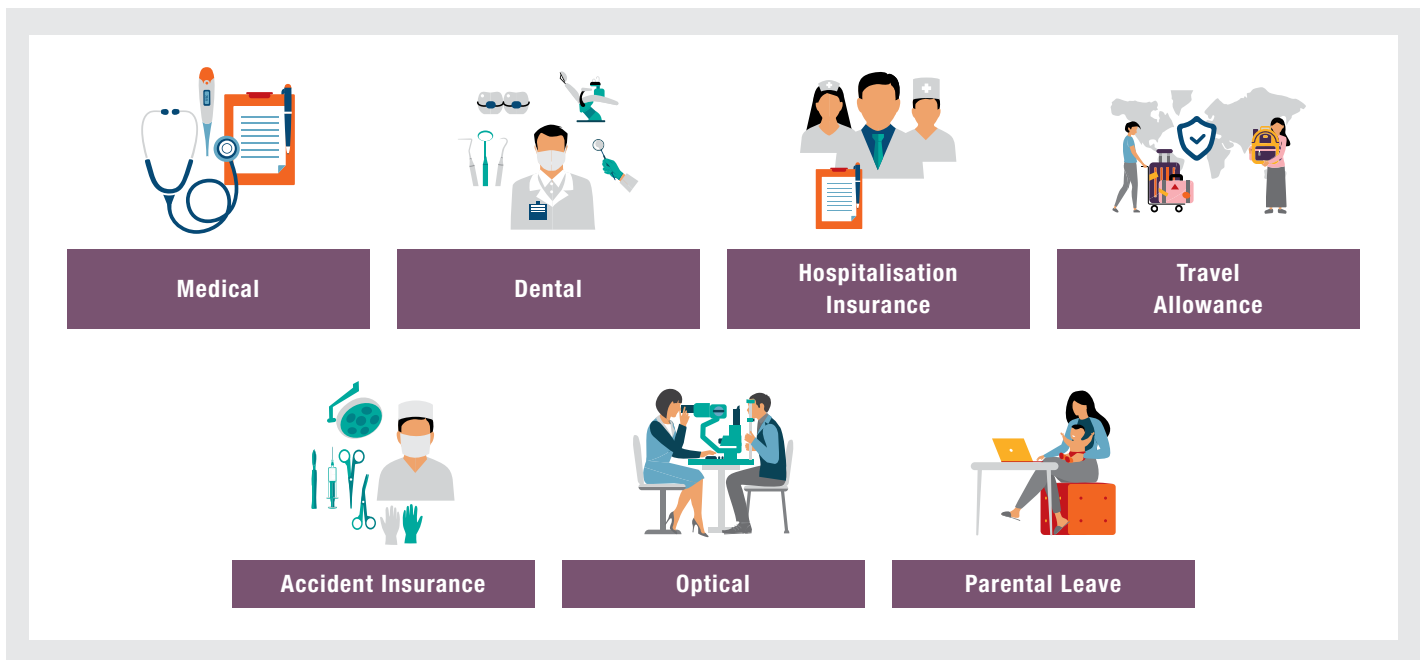 Medical
Dental
Hospitalisation
Insurance
Travel
Allowance
Accident Insurance
Optical
Parental Leave